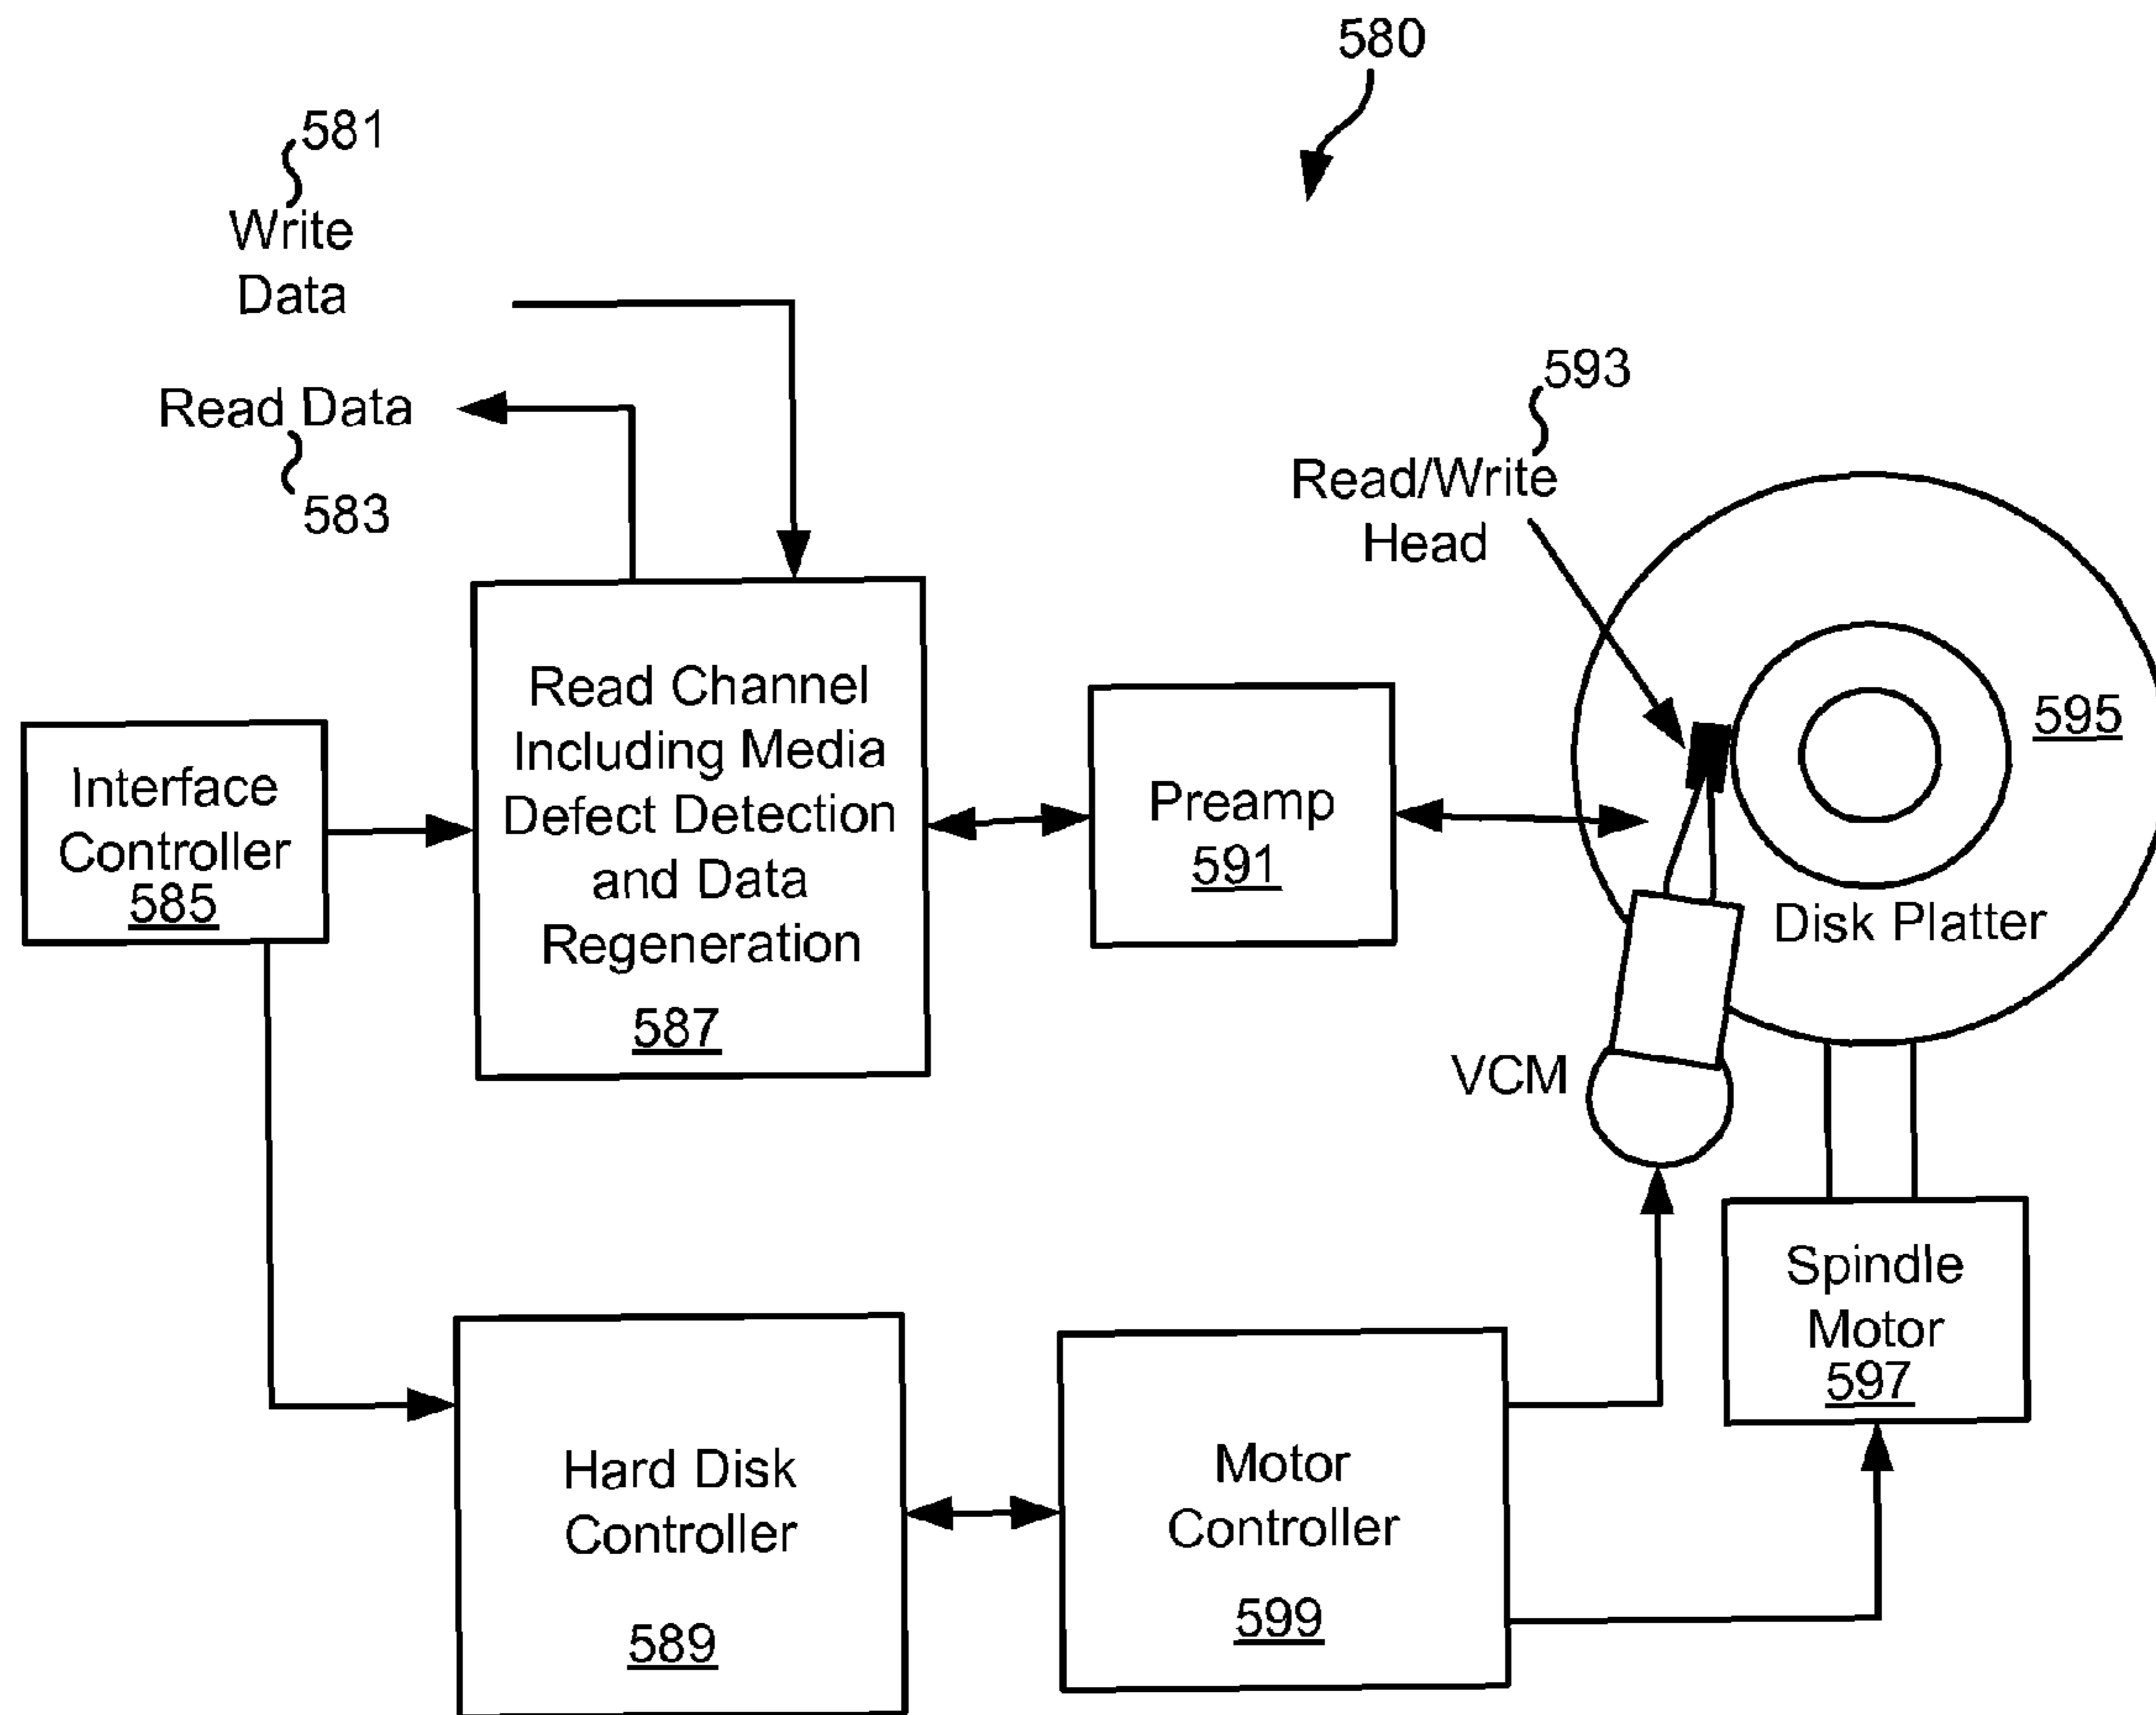 580
581
Write
Data
Read Data
583
593
Read/Write
Head
Read Channel
Including Media
Defect Detection
and Data
Regeneration
587
Interface
Controller
585
Preamp
591
595
Disk Platter
VCM
Spindle
Motor
597
Hard Disk
Controller
589
Motor
Controller
599